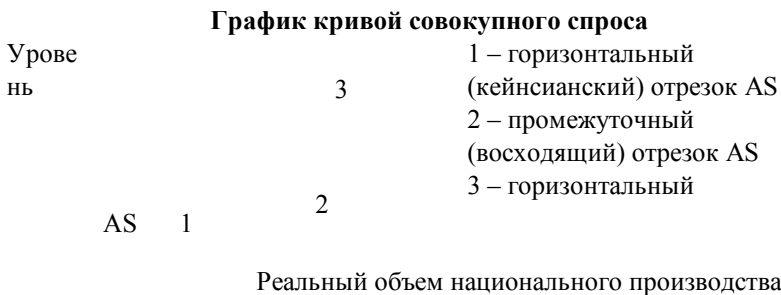 График кривой совокупного спроса
Урове
нь
3
1 – горизонтальный
(кейнсианский) отрезок AS
2 – промежуточный
(восходящий) отрезок AS
3 – горизонтальный
2
AS 1
Реальный объем национального производства